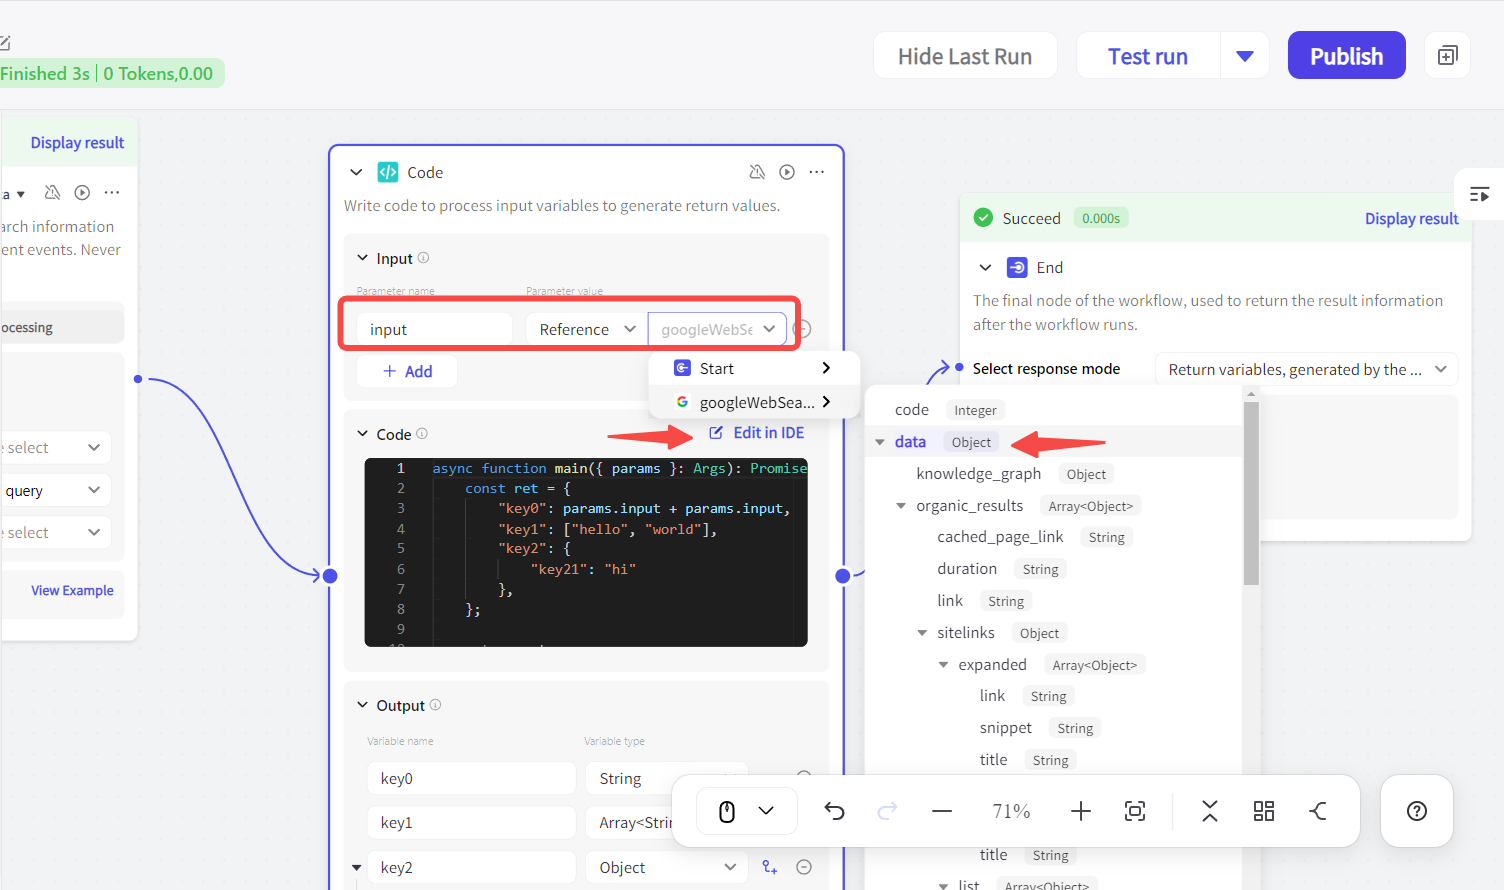 Finished 3s | 0 Tokens,0.00
Hide Last Run
Test run
Publish
Display result
a
arch information
ent events. Never
ocessing
e select
query
e select
View Example
Code
Write code to process input variables to generate return values.
Input
Parameter name
Parameter value
input
Reference
googleWebSe
Add
Start
googleWebSea...
Code
Edit in IDE
1 async function main({ params }: Args): Promise
2 const ret = {
3 "key0": params.input + params.input,
4 "key1": ["hello", "world"],
5 "key2": {
6 "key21": "hi"
7 },
8 };
9
10
Output
Variable name
Variable type
key0
String
key1
Array<Strin
key2
Object
Succeed
0.000s
Display result
End
The final node of the workflow, used to return the result information
after the workflow runs.
Select response mode
Return variables, generated by the ...
code Integer
data Object
knowledge_graph Object
organic_results Array<Object>
cached_page_link String
duration String
link String
sitelinks Object
expanded Array<Object>
link String
snippet String
title String
71%
title String
list Array<Object>